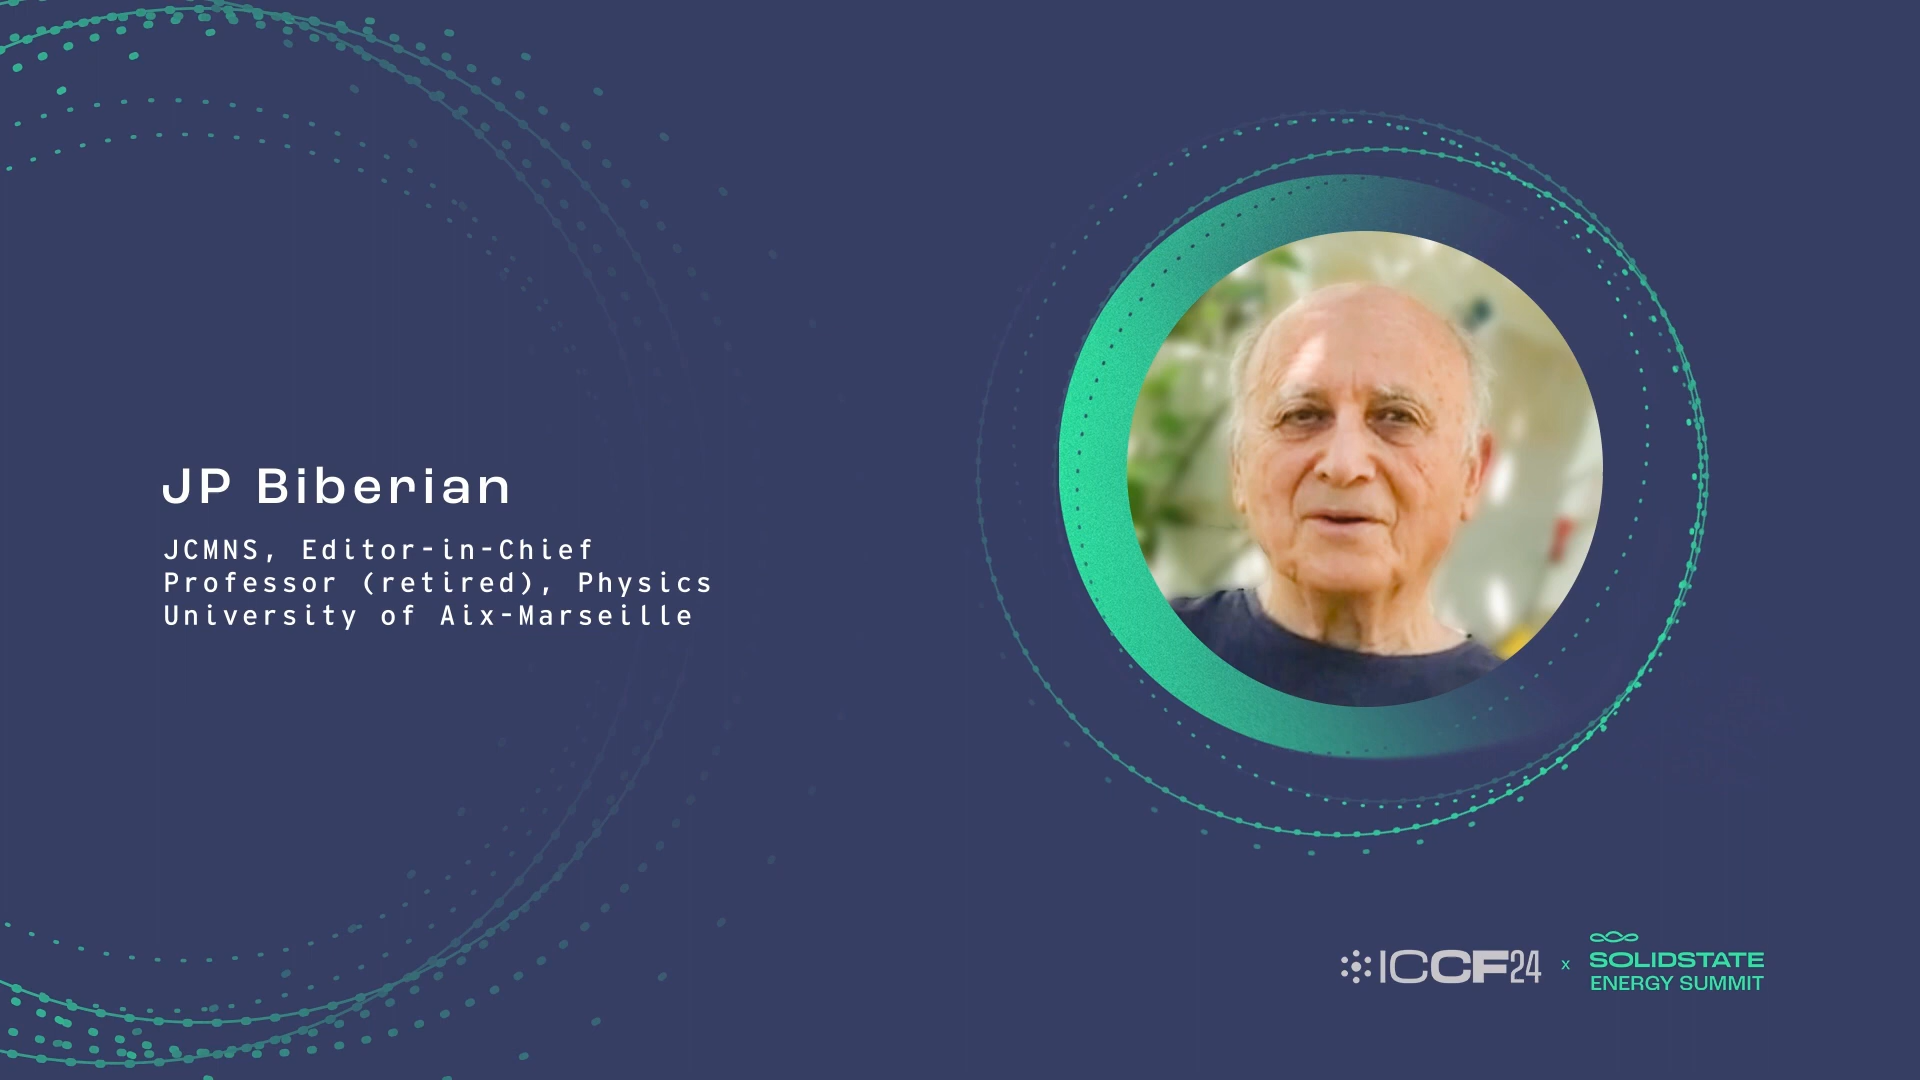 JP Biberian
JCMNS, Editor-in-Chief
Professor (retired), Physics
University of Aix-Marseille
ICCF24 x SOLIDSTATE
ENERGY SUMMIT